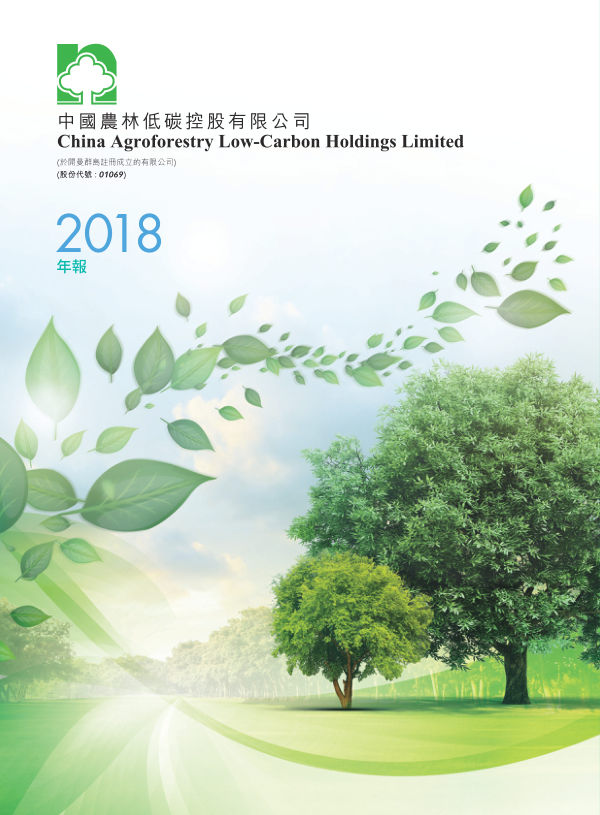 中國農林低碳控股有限公司
China Agroforestry Low-Carbon Holdings Limited
(於開曼群島註冊成立的有限公司)
(股份代號 : 01069)
2018
年報